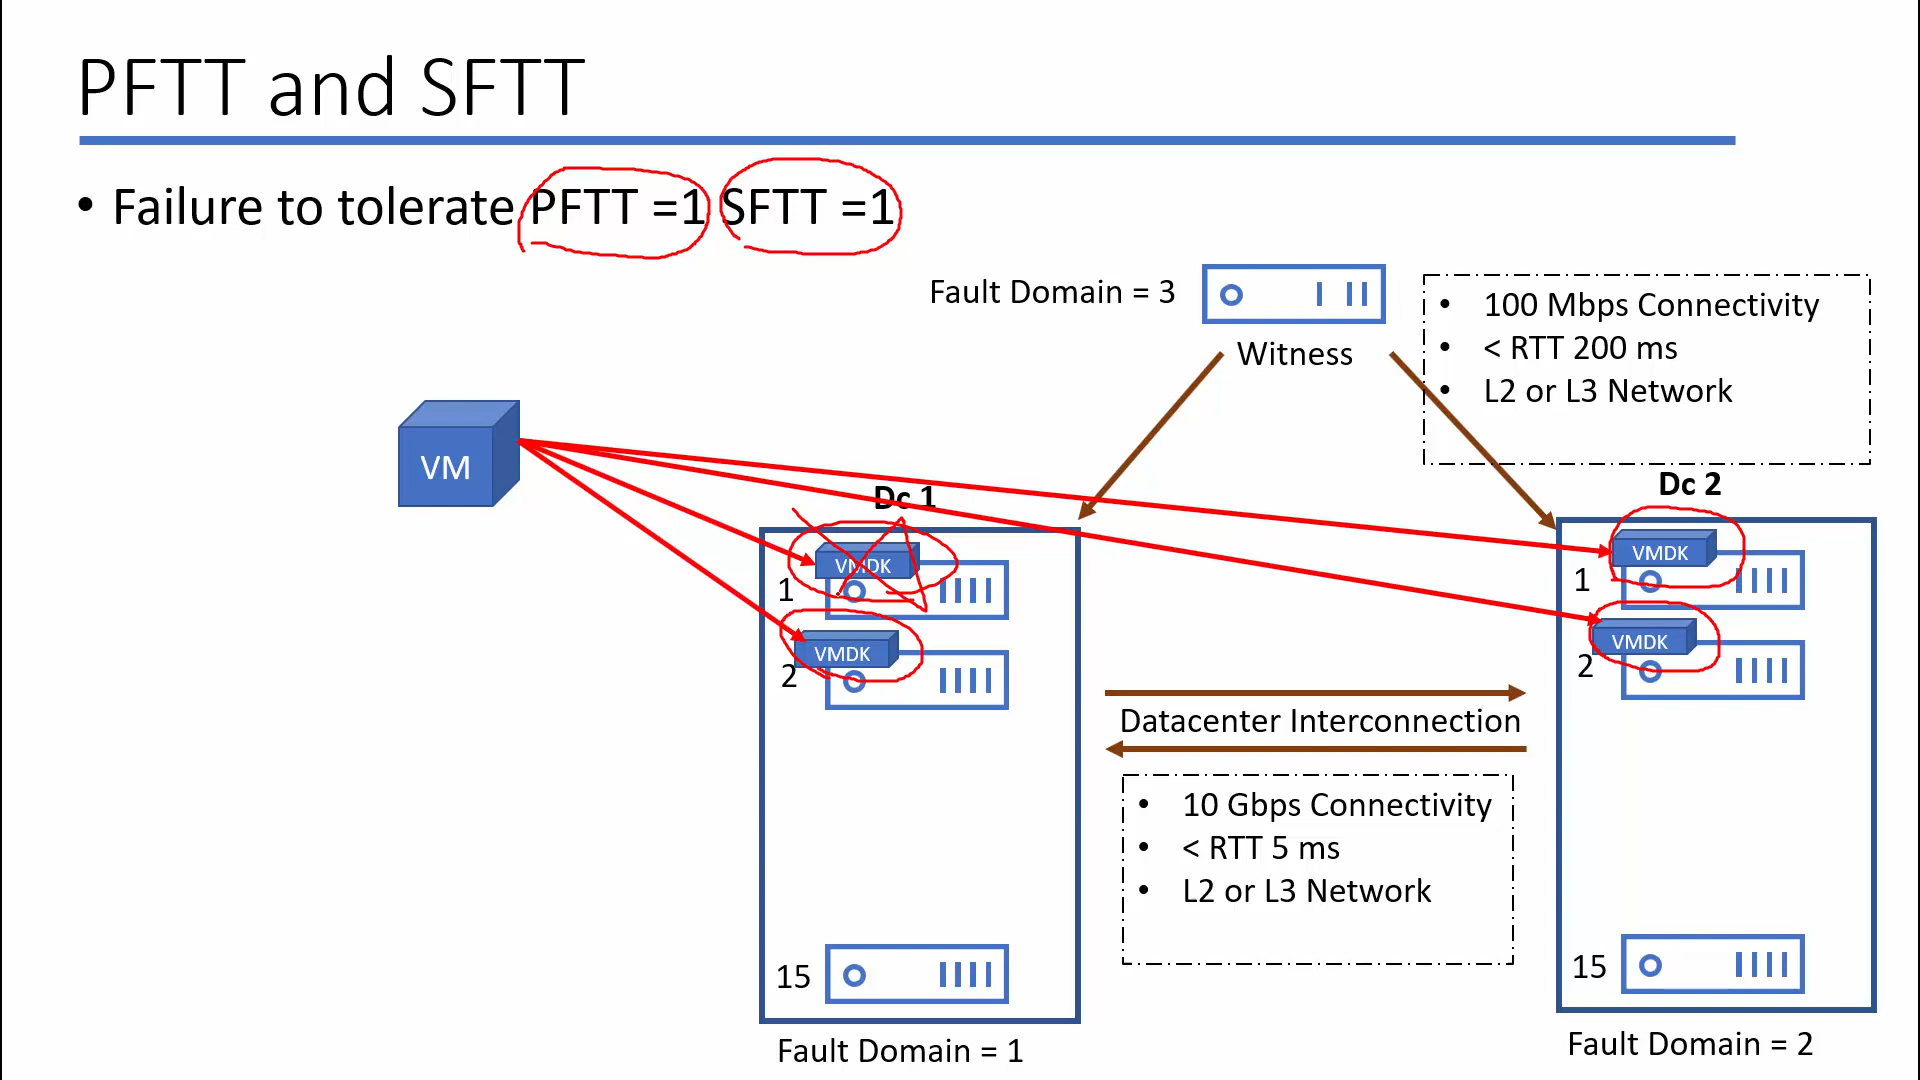 PFTT and SFTT
• Failure to tolerate PFTT =1 SFTT =1
Fault Domain = 3
Witness
• 100 Mbps Connectivity
• < RTT 200 ms
• L2 or L3 Network
VM
Dc 1
VMDK
1
VMDK
2
15
Fault Domain = 1
Datacenter Interconnection
• 10 Gbps Connectivity
• < RTT 5 ms
• L2 or L3 Network
Dc 2
VMDK
1
VMDK
2
15
Fault Domain = 2